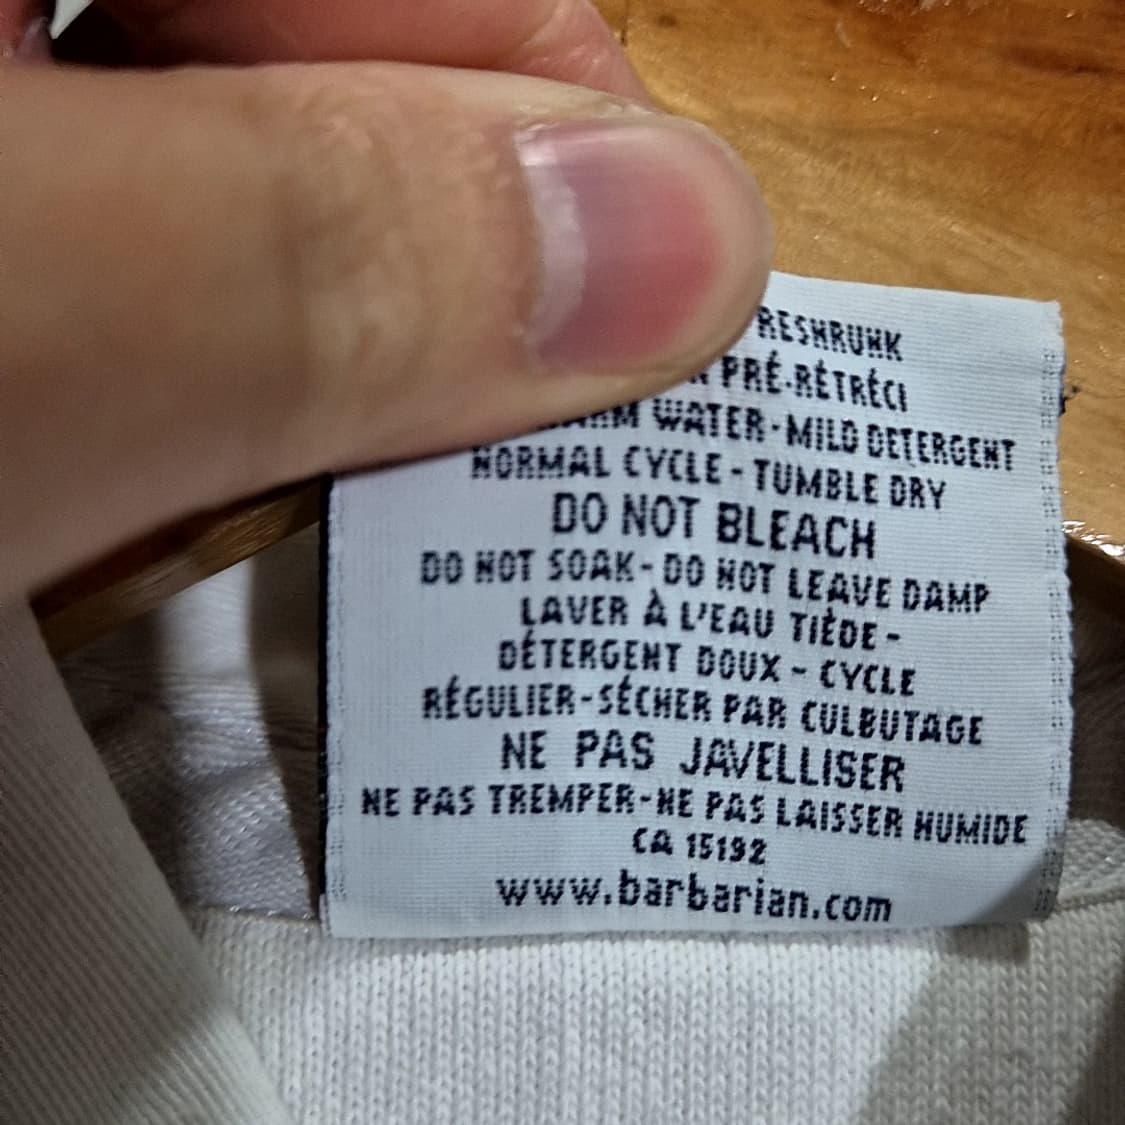 RESHRUNK
PRÉ-RÉTRÉCI
WATER-MILD DETERGENT
NORMAL CYCLE - TUMBLE DRY
DO NOT BLEACH
DO NOT SOAK- DO NOT LEAVE DAMP
LAVER À L'EAU TIÈDE -
DÉTERGENT DOUX - CYCLE
RÉGULIER-SÉCHER PAR CULBUTAGE
NE PAS JAVELLISER
NE PAS TREMPER-NE PAS LAISSER HUMIDE
CA 15192
www.barbarian.com